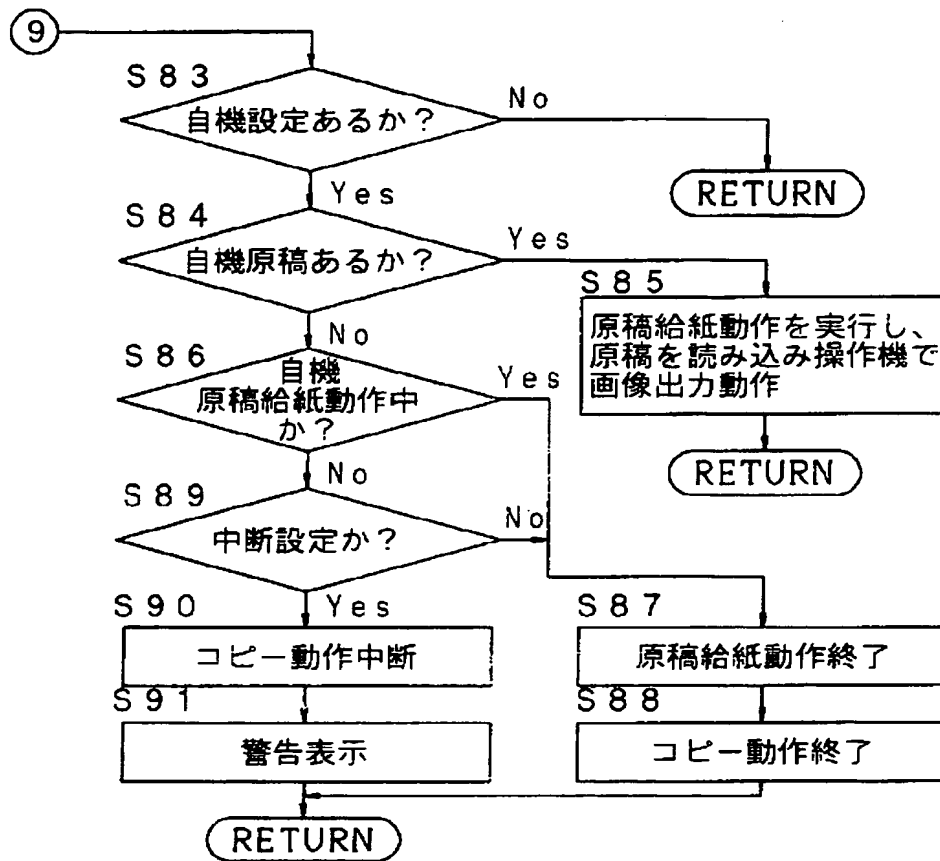 9
S83
自機設定あるか?
No
RETURN
Yes
S84
自機原稿あるか?
Yes
S85
原稿給紙動作を実行し、
原稿を読み込み操作機で
画像出力動作
RETURN
No
S86
自機
原稿給紙動作中
か?
Yes
No
S89
中断設定か?
No
Yes
S90
コピー動作中断
S87
原稿給紙動作終了
S91
警告表示
S88
コピー動作終了
RETURN